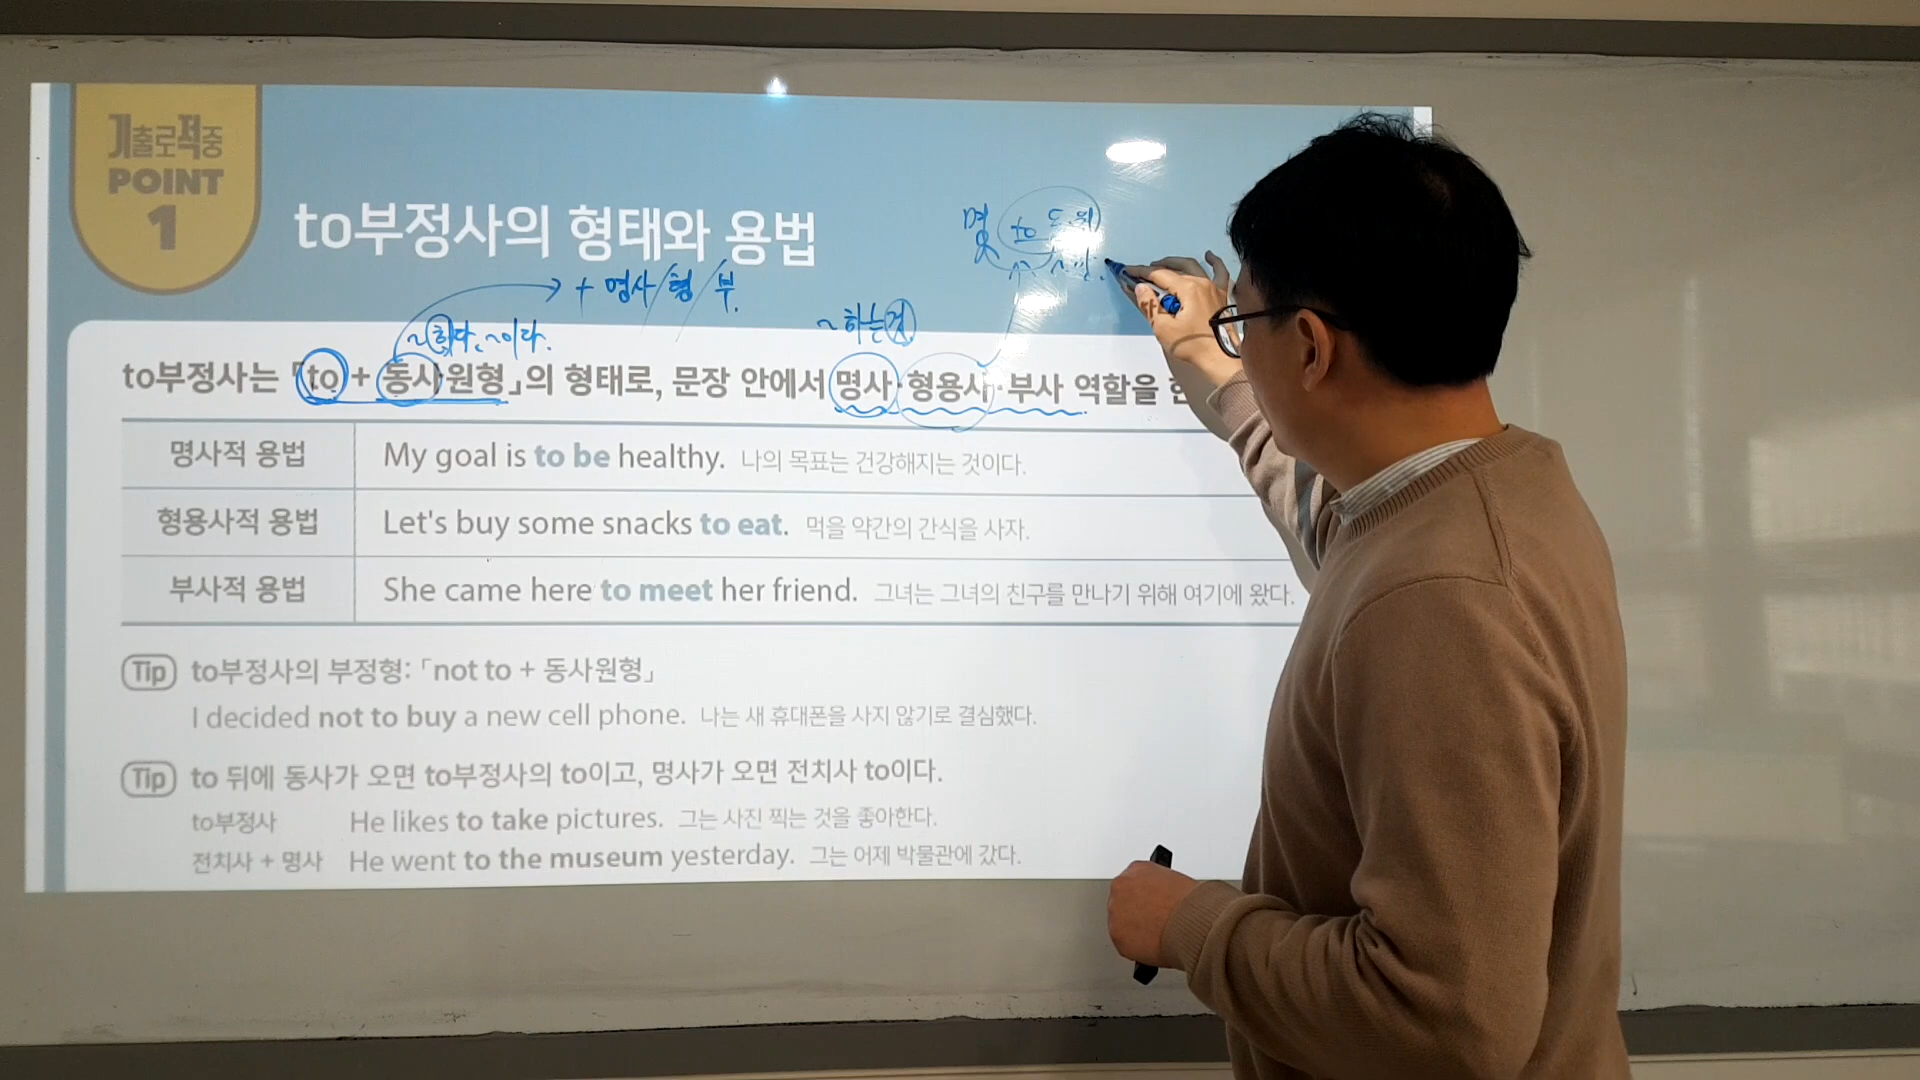 기출로적중
POINT
1
to부정사의 형태와 용법
명 to 동.원
+ 명사/형/부.
~하다, ~이다.
~하는것
to부정사는 「to + 동사원형」의 형태로, 문장 안에서 명사·형용사·부사 역할을
명사적 용법 My goal is to be healthy. 나의 목표는 건강해지는 것이다.
형용사적 용법 Let's buy some snacks to eat. 먹을 약간의 간식을 사자.
부사적 용법 She came here to meet her friend. 그녀는 그녀의 친구를 만나기 위해 여기에 왔다.
Tip to부정사의 부정형: 「not to + 동사원형」
I decided not to buy a new cell phone. 나는 새 휴대폰을 사지 않기로 결심했다.
Tip to 뒤에 동사가 오면 to부정사의 to이고, 명사가 오면 전치사 to이다.
to부정사 He likes to take pictures. 그는 사진 찍는 것을 좋아한다.
전치사 + 명사 He went to the museum yesterday. 그는 어제 박물관에 갔다.